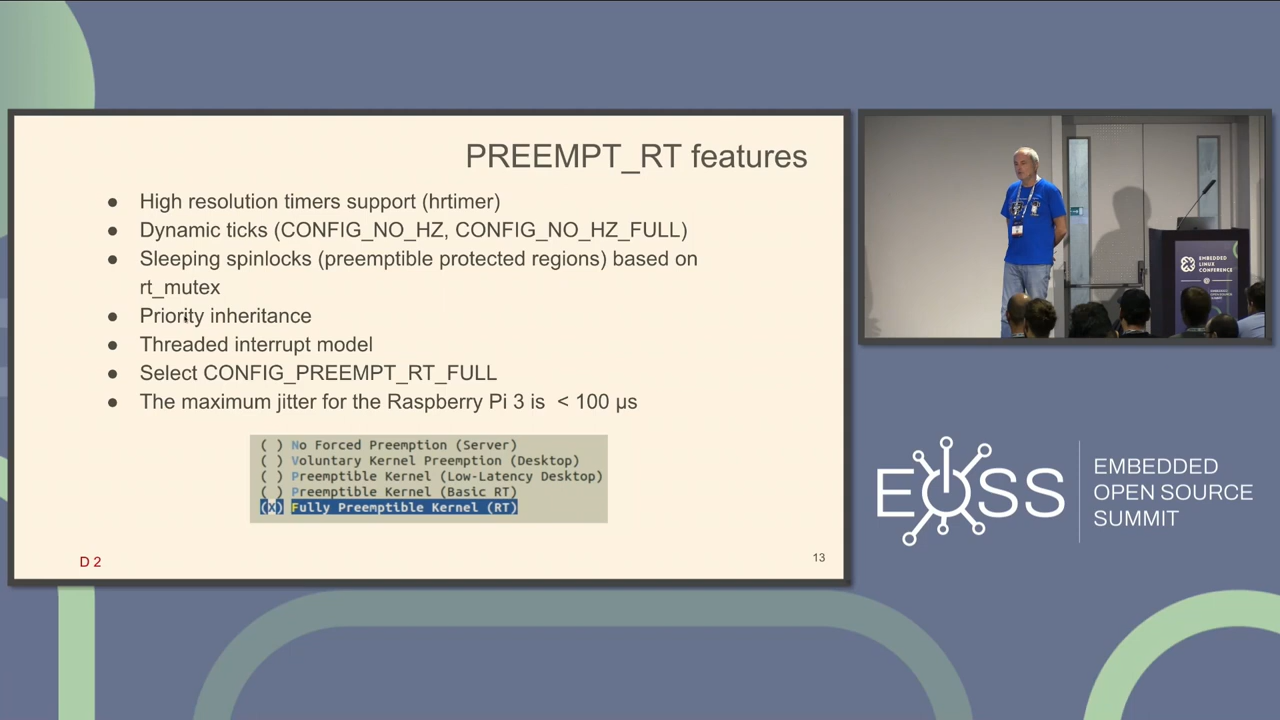 PREEMPT_RT features
● High resolution timers support (hrtimer)
● Dynamic ticks (CONFIG_NO_HZ, CONFIG_NO_HZ_FULL)
● Sleeping spinlocks (preemptible protected regions) based on
rt_mutex
● Priority inheritance
● Threaded interrupt model
● Select CONFIG_PREEMPT_RT_FULL
● The maximum jitter for the Raspberry Pi 3 is < 100 µs
( ) No Forced Preemption (Server)
( ) Voluntary Kernel Preemption (Desktop)
( ) Preemptible Kernel (Low-Latency Desktop)
( ) Preemptible Kernel (Basic RT)
(X) Fully Preemptible Kernel (RT)
D 2
13
EMBEDDED
LINUX
CONFERENCE
EOSS
EMBEDDED
OPEN SOURCE
SUMMIT